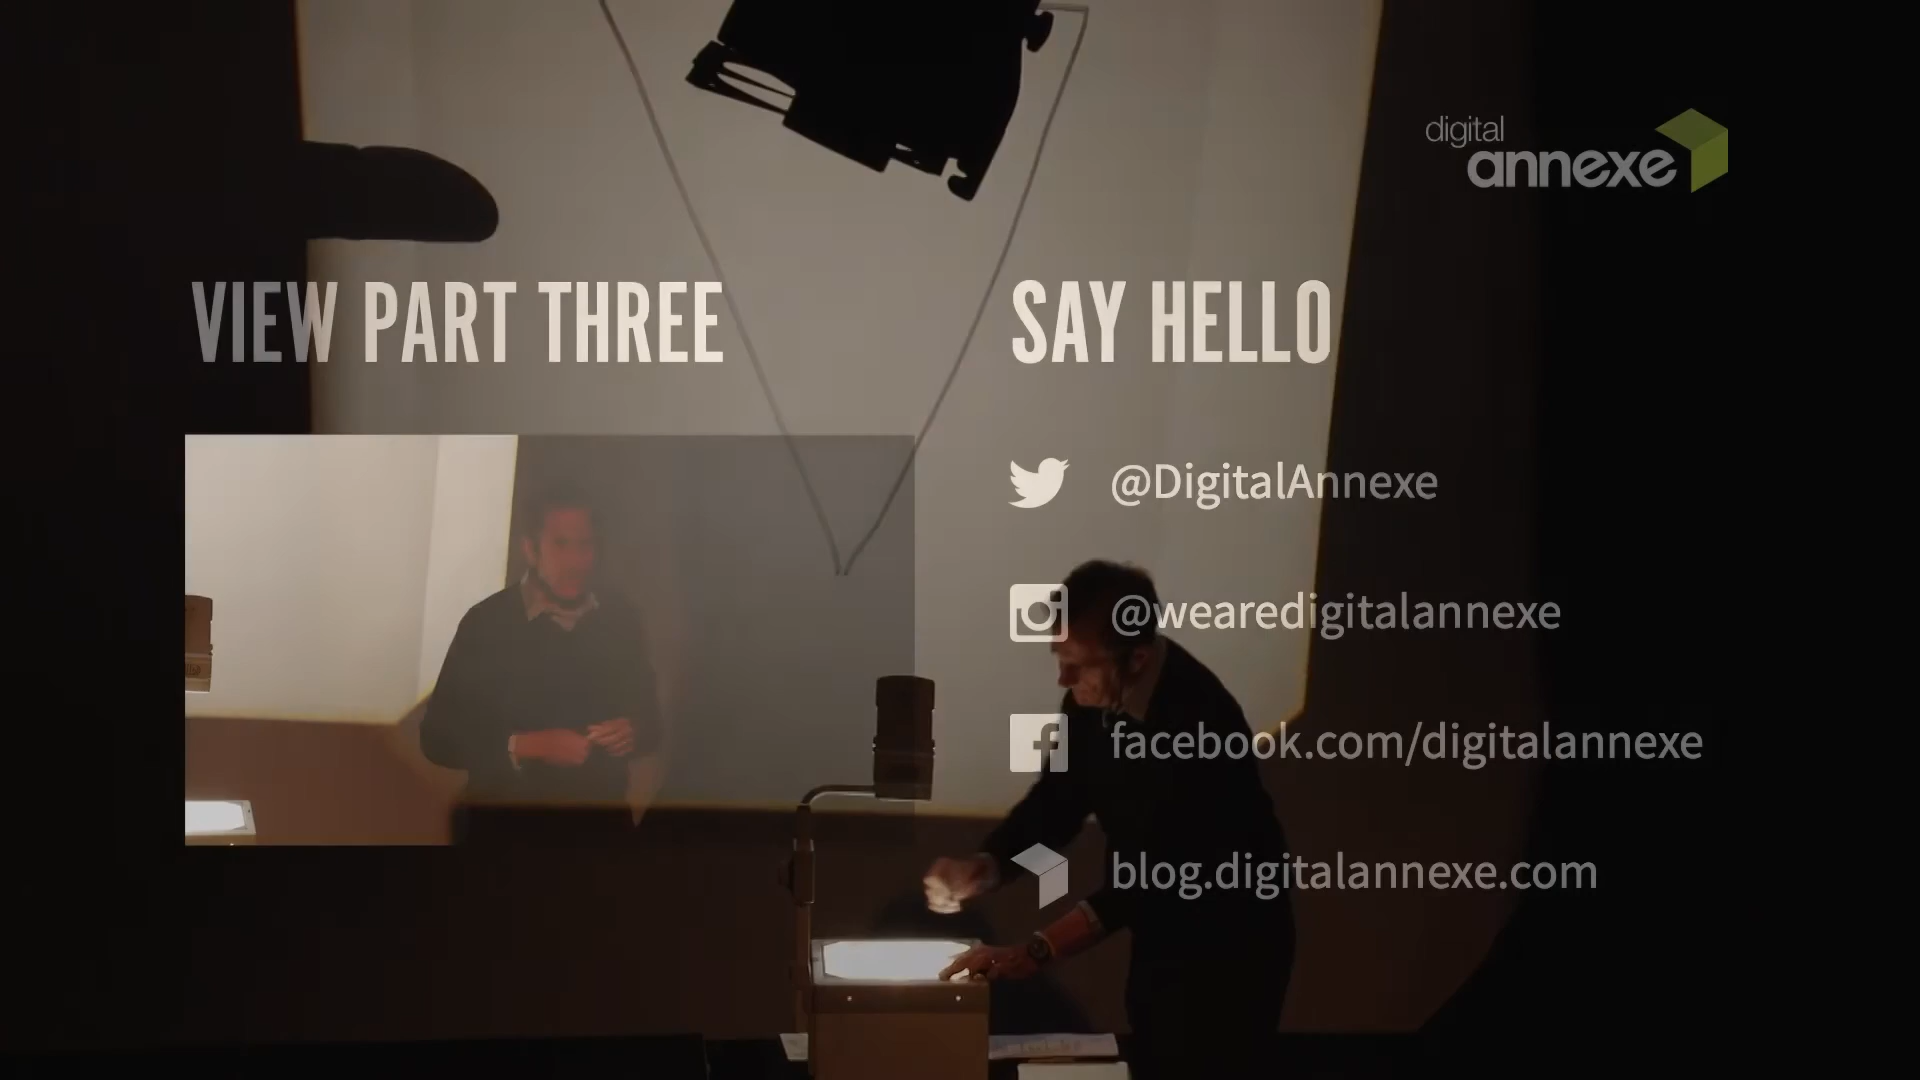 digital
annexe
VIEW PART THREE
SAY HELLO
@DigitalAnnexe
@wearedigitalannexe
facebook.com/digitalannexe
blog.digitalannexe.com